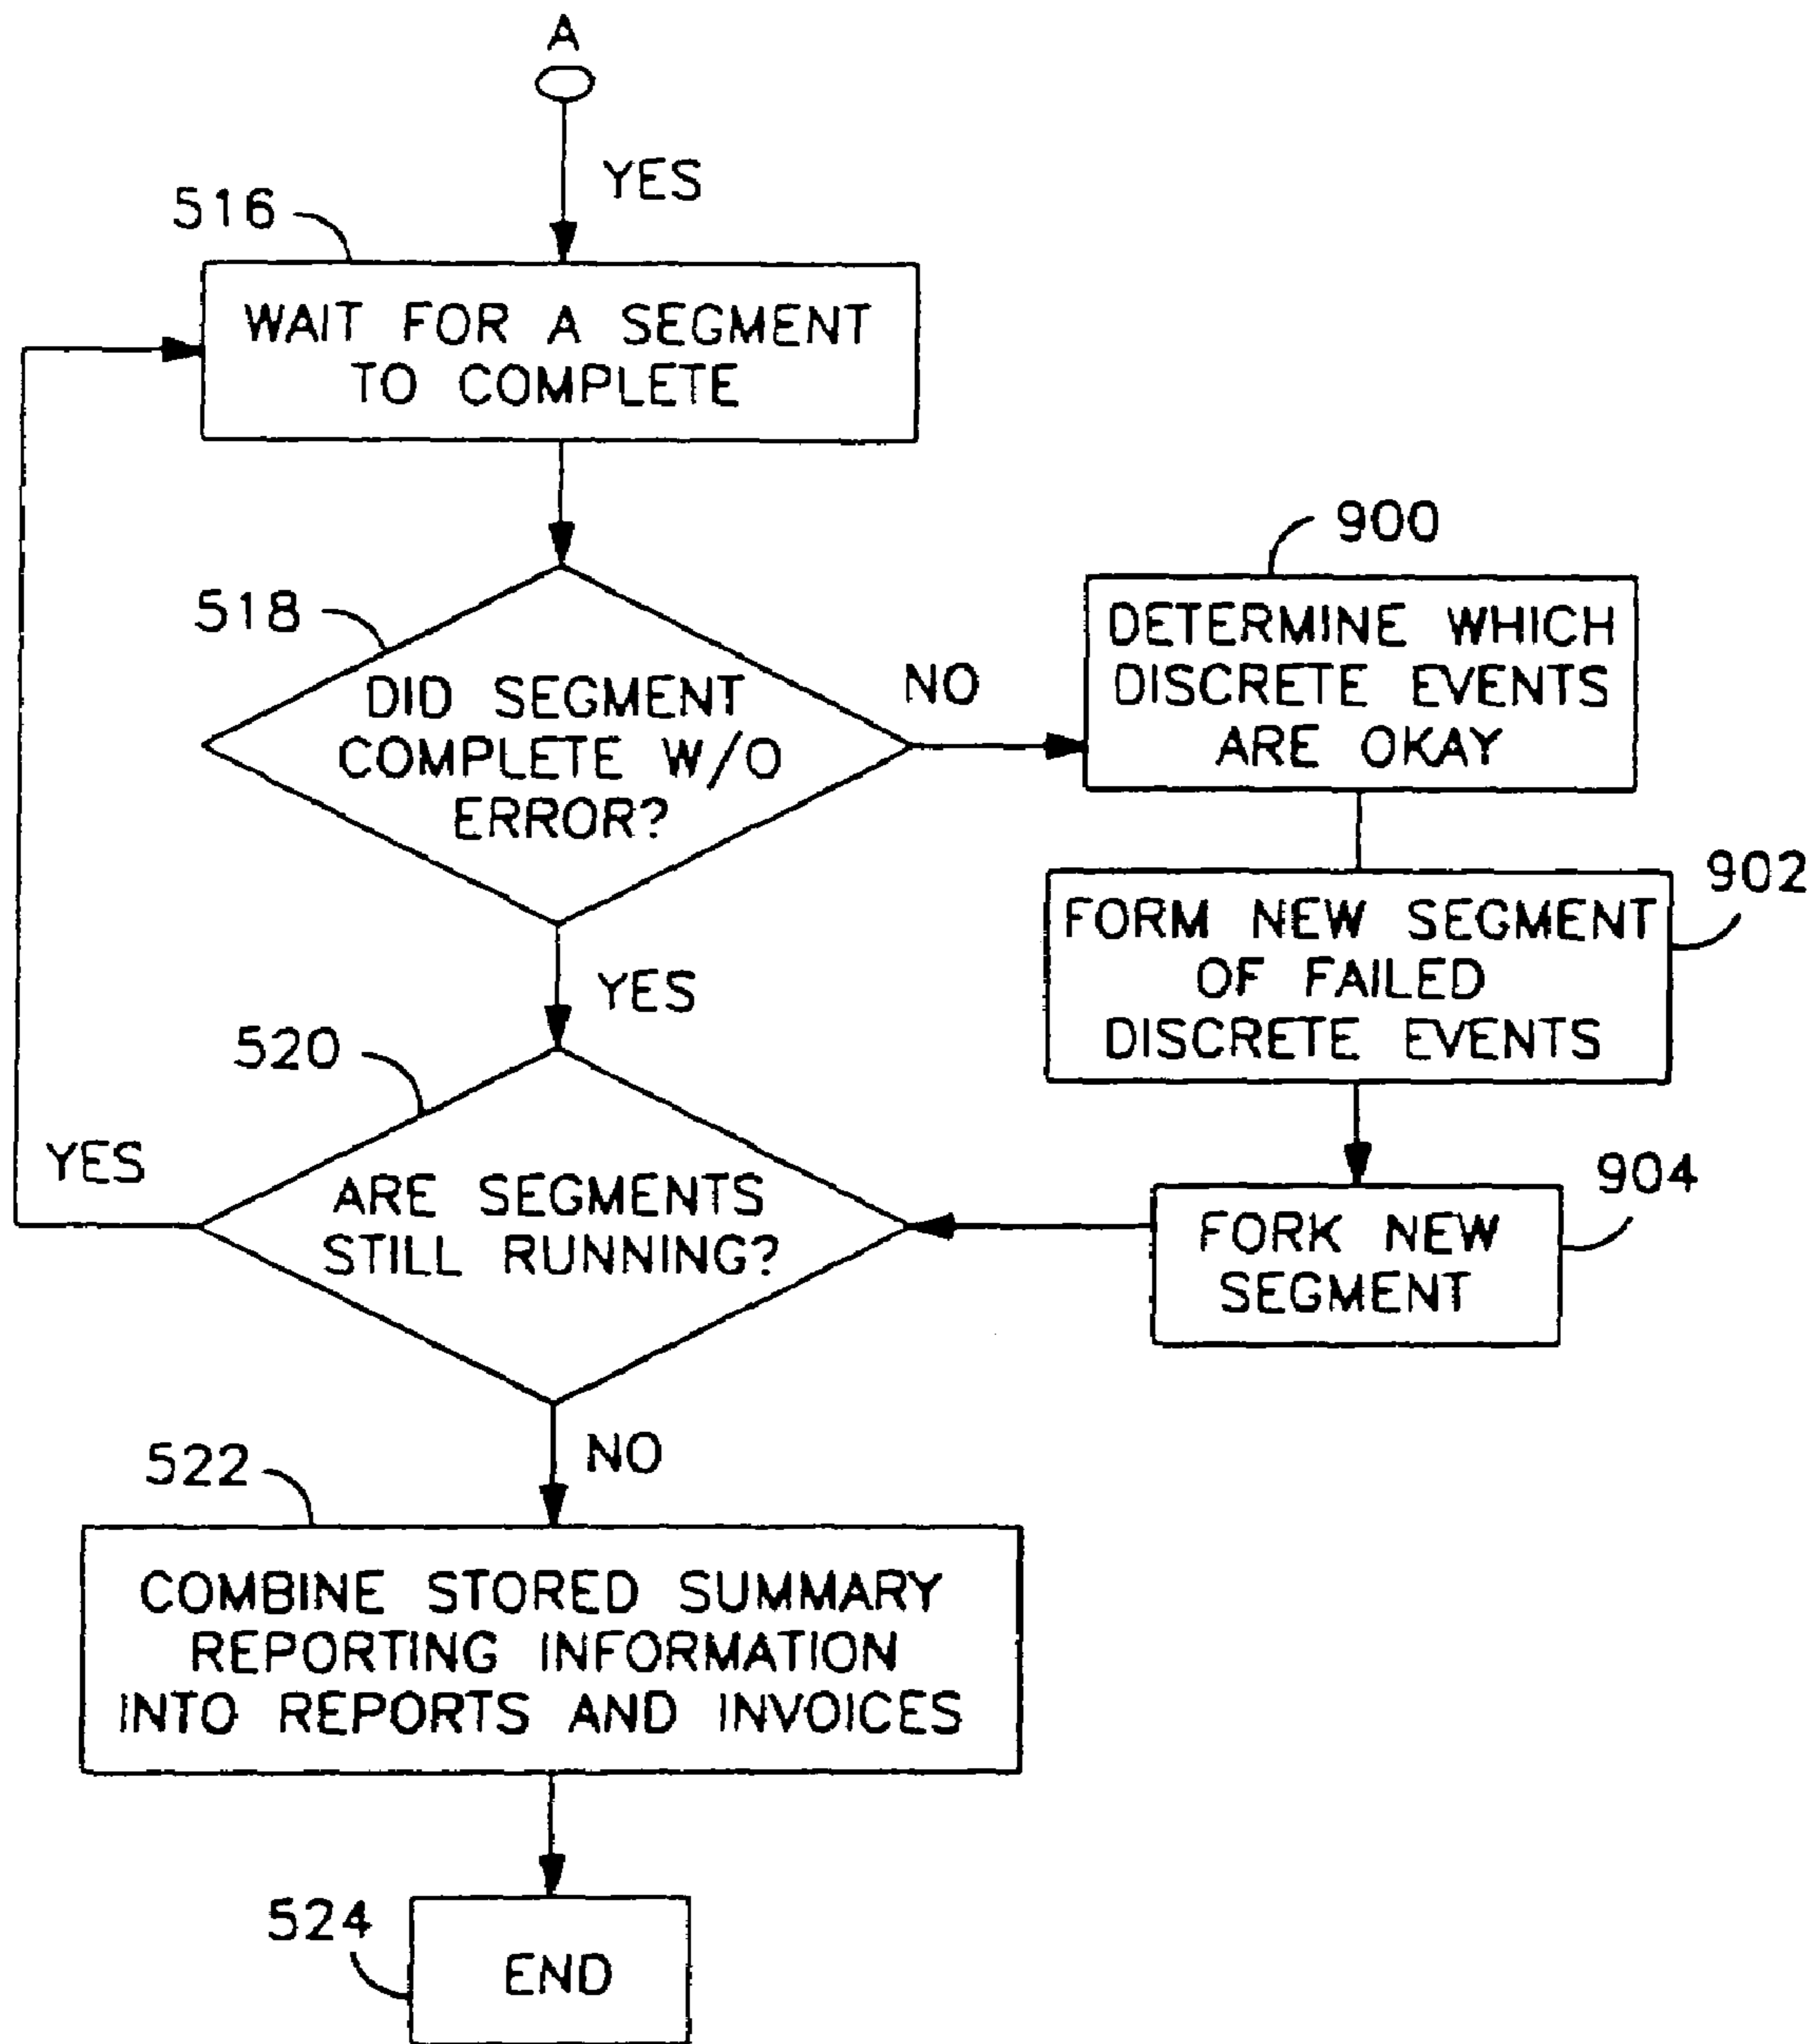 A
YES
516
WAIT FOR A SEGMENT
TO COMPLETE
518
DID SEGMENT
COMPLETE W/O
ERROR?
NO
900
DETERMINE WHICH
DISCRETE EVENTS
ARE OKAY
902
FORM NEW SEGMENT
OF FAILED
DISCRETE EVENTS
YES
520
YES
ARE SEGMENTS
STILL RUNNING?
904
FORK NEW
SEGMENT
NO
522
COMBINE STORED SUMMARY
REPORTING INFORMATION
INTO REPORTS AND INVOICES
524
END